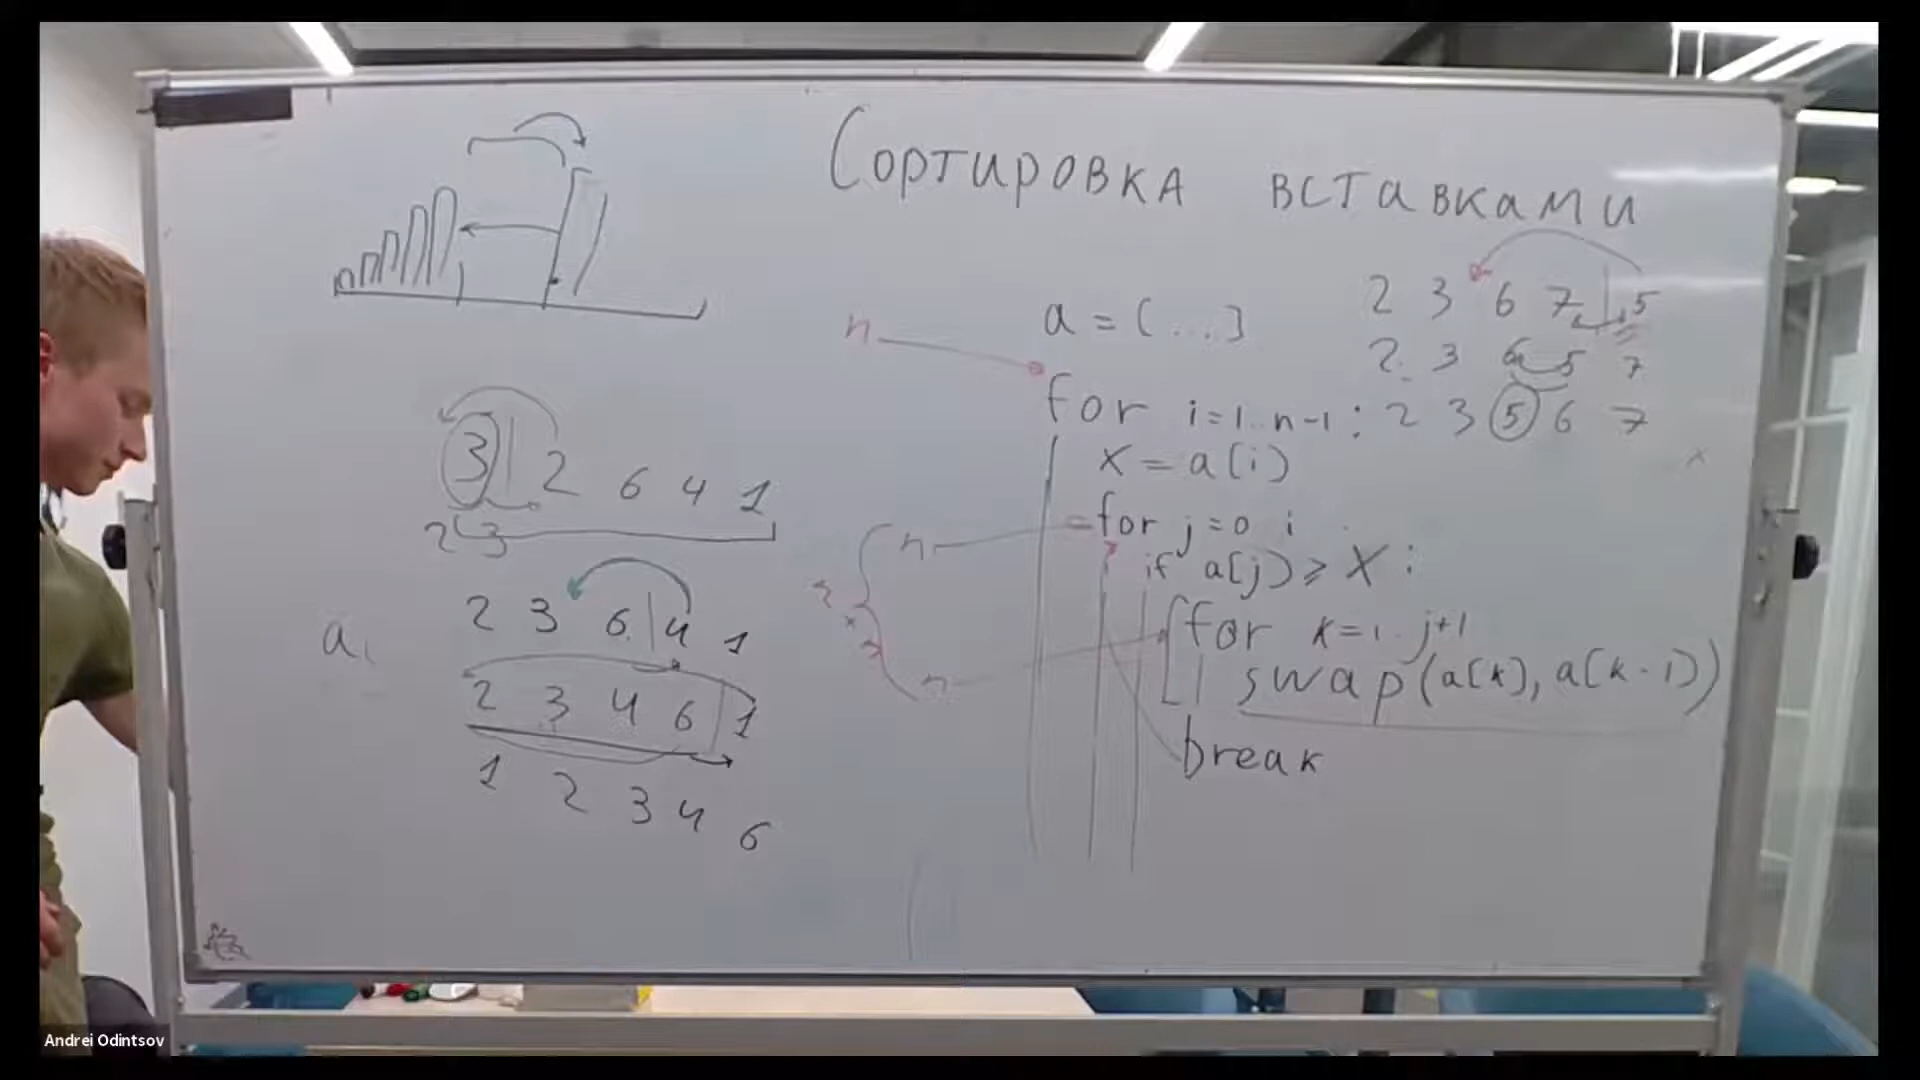 Сортировка вставками
3 | 2 6 4 1
2 3
a
2 3 6 | 4 1
2 3 4 6 | 1
1 2 3 4 6
n
a = [...]
for i=1..n-1:
x = a[i]
for j=0 i
if a[j] ≥ x:
for k=i..j+1
swap(a[k], a[k-1])
break
n
n
2 3 6 7 | 5
2 3 6 5 7
2 3 5 6 7
Andrei Odintsov